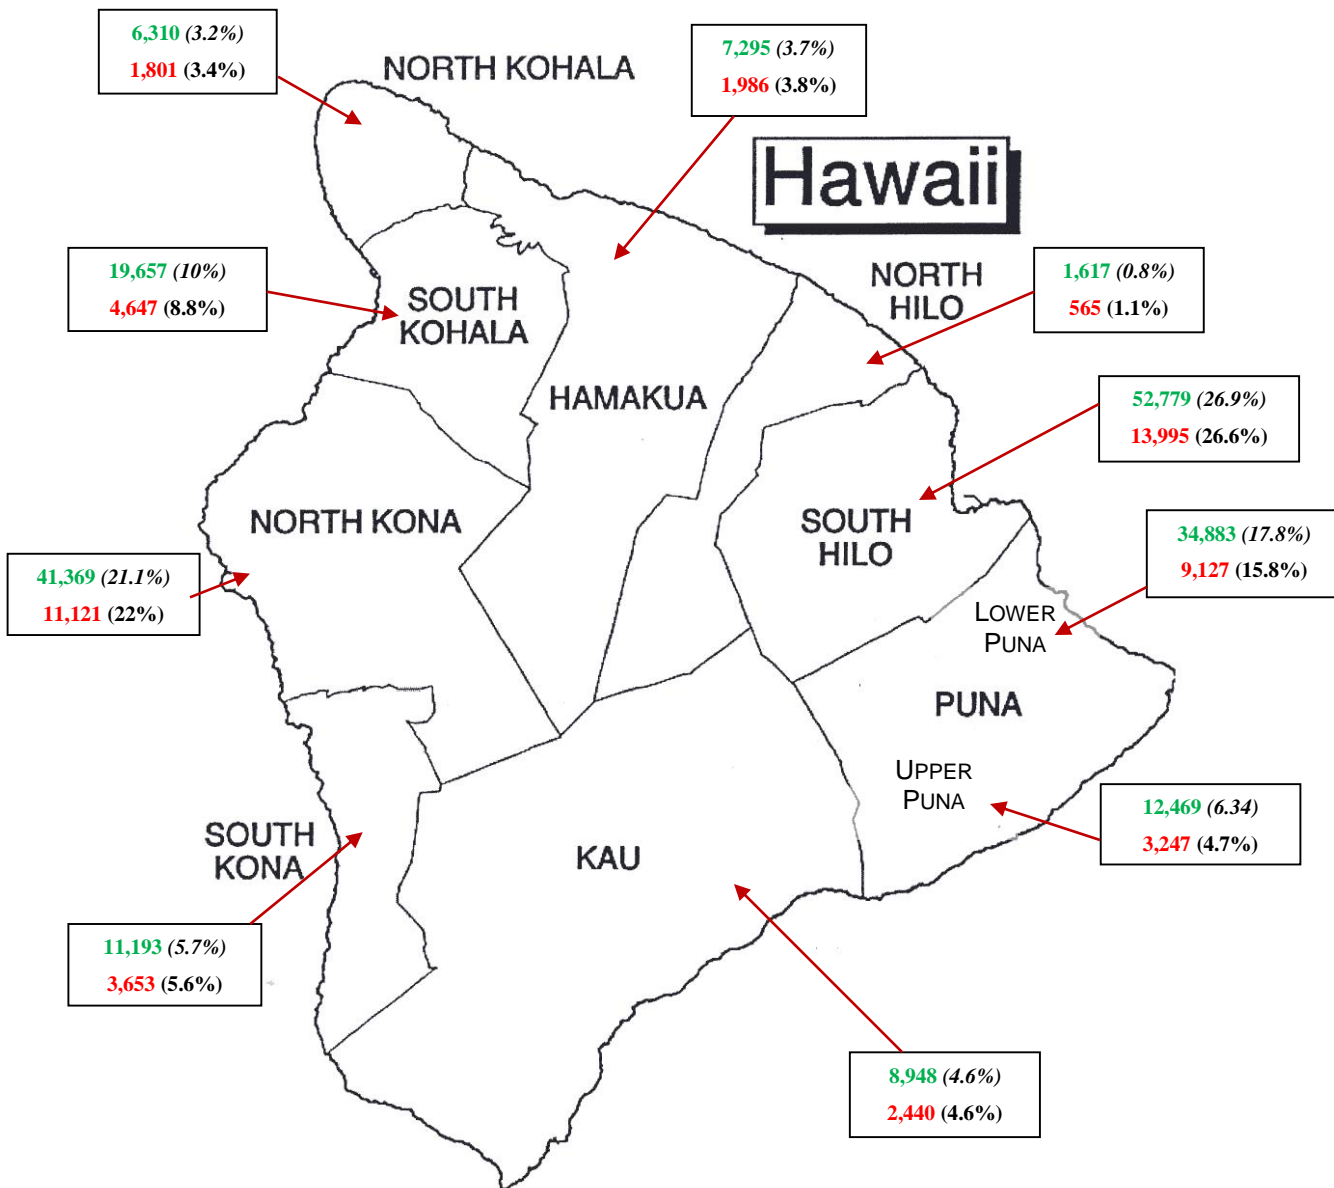 6,310 (3.2%)
1,801 (3.4%)
NORTH KOHALA
7,295 (3.7%)
1,986 (3.8%)
Hawaii
19,657 (10%)
4,647 (8.8%)
SOUTH
KOHALA
NORTH
HILO
1,617 (0.8%)
565 (1.1%)
HAMAKUA
52,779 (26.9%)
13,995 (26.6%)
NORTH KONA
SOUTH
HILO
34,883 (17.8%)
9,127 (15.8%)
41,369 (21.1%)
11,121 (22%)
LOWER
PUNA
PUNA
UPPER
PUNA
12,469 (6.34)
3,247 (4.7%)
SOUTH
KONA
KAU
11,193 (5.7%)
3,653 (5.6%)
8,948 (4.6%)
2,440 (4.6%)